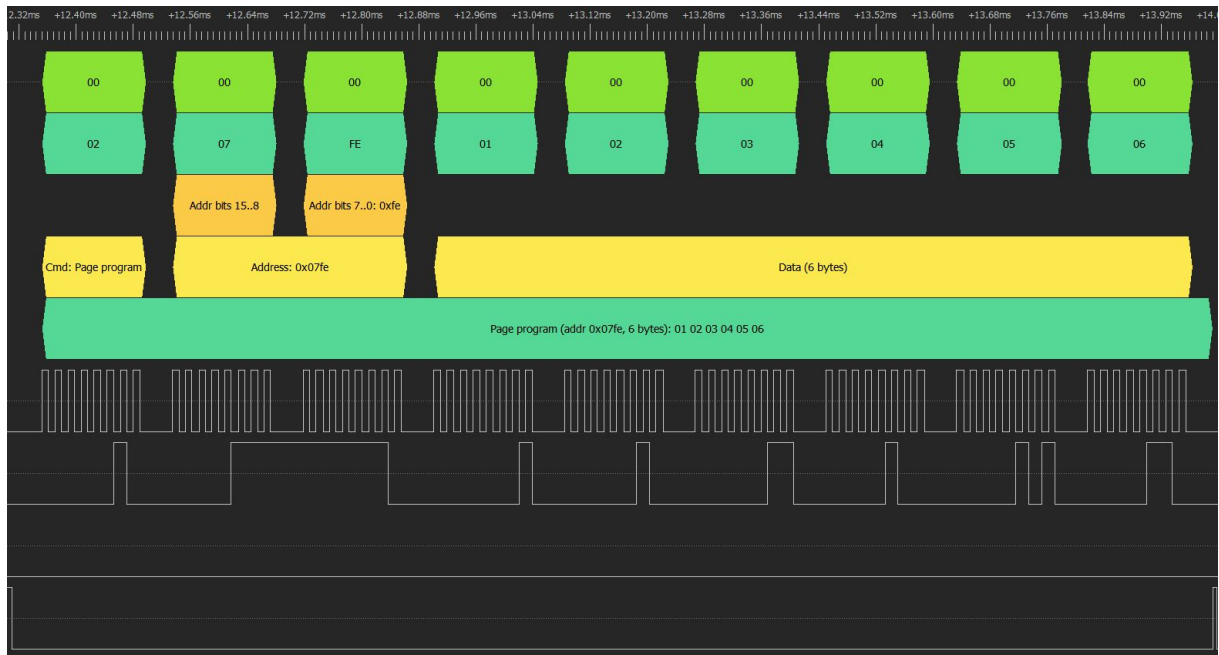 2.32ms +12.40ms +12.48ms +12.56ms +12.64ms +12.72ms +12.80ms +12.88ms +12.96ms +13.04ms +13.12ms +13.20ms +13.28ms +13.36ms +13.44ms +13.52ms +13.60ms +13.68ms +13.76ms +13.84ms +13.92ms +14.0
00 00 00 00 00 00 00 00 00
02 07 FE 01 02 03 04 05 06
Addr bits 15..8 Addr bits 7..0: 0xfe
Cmd: Page program Address: 0x07fe Data (6 bytes)
Page program (addr 0x07fe, 6 bytes): 01 02 03 04 05 06